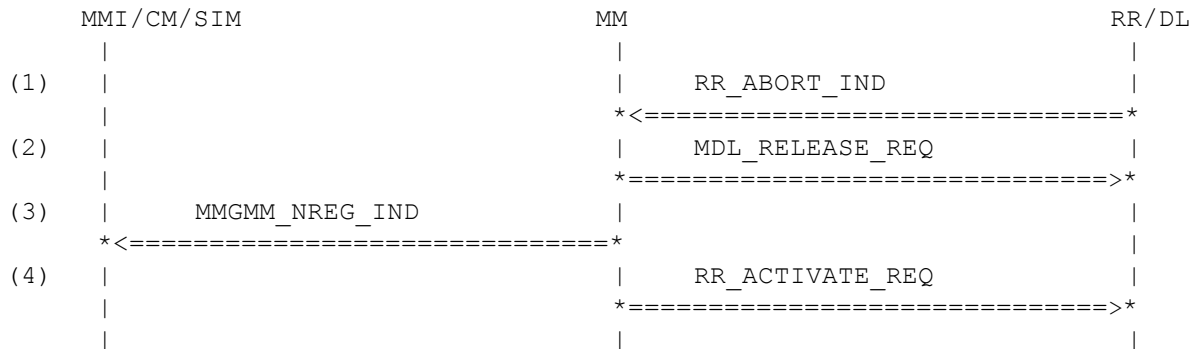 MMI/CM/SIM MM RR/DL
| | |
(1) | | RR_ABORT_IND |
| *<==============================*
(2) | | MDL_RELEASE_REQ |
| *==============================>*
(3) | MMGMM_NREG_IND | |
*<==============================* |
(4) | | RR_ACTIVATE_REQ |
| *==============================>*
| | |